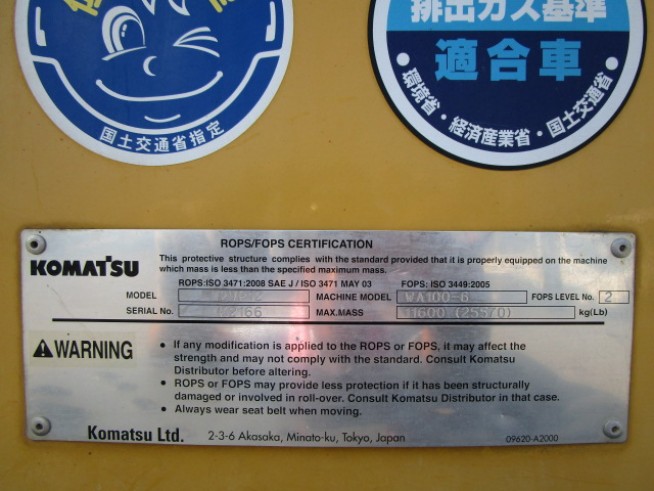 国土交通省指定
排出ガス基準
適合車
・環境省・経済産業省・国土交通省・
ROPS/FOPS CERTIFICATION
KOMATSU
This protective structure complies with the standard provided that it is properly equipped on the machine
which mass is less than the specified maximum mass.
ROPS:ISO 3471:2008 SAE J / ISO 3471 MAY 03 FOPS: ISO 3449:2005
MODEL MACHINE MODEL WA100-6 FOPS LEVEL No. 2
SERIAL No. MAX.MASS 11600 (25570) kg(Lb)
WARNING
• If any modification is applied to the ROPS or FOPS, it may affect the
strength and may not comply with the standard. Consult Komatsu
Distributor before altering.
• ROPS or FOPS may provide less protection if it has been structurally
damaged or involved in roll-over. Consult Komatsu Distributor in that case.
• Always wear seat belt when moving.
Komatsu Ltd. 2-3-6 Akasaka, Minato-ku, Tokyo, Japan 09620-A2000